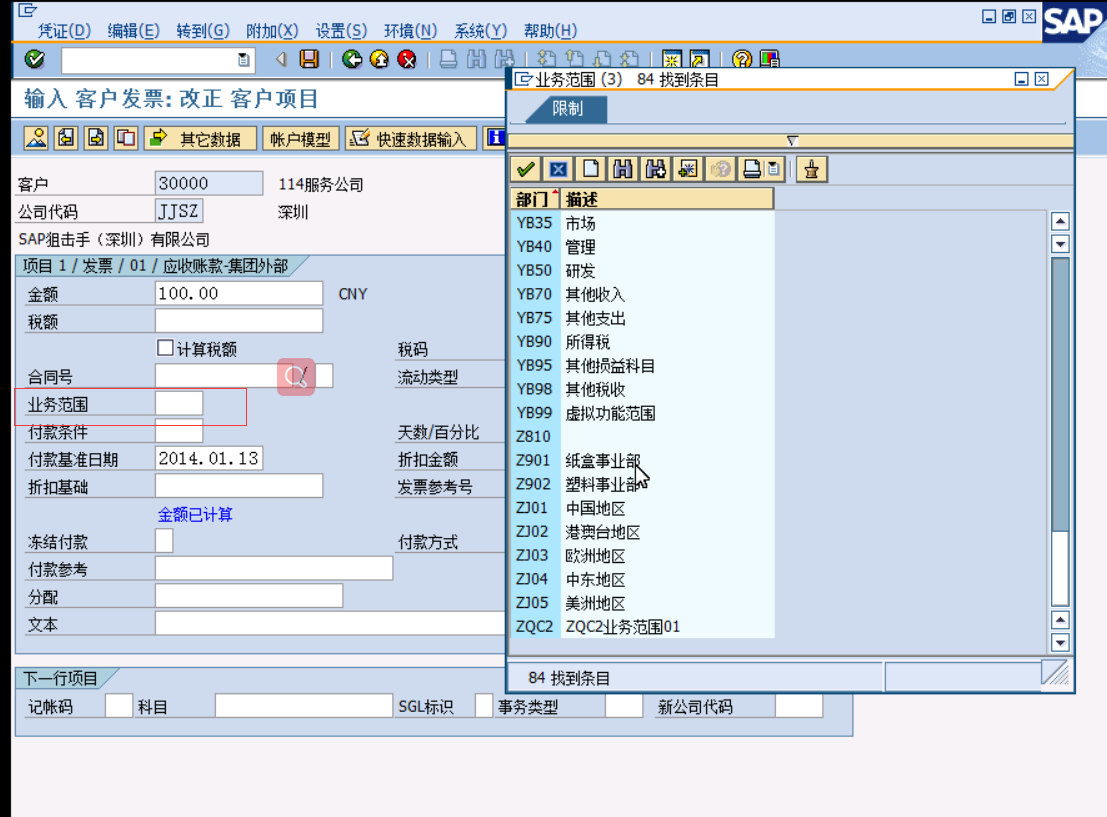 凭证(D) 编辑(E) 转到(G) 附加(X) 设置(S) 环境(N) 系统(Y) 帮助(H)
SAP
输入 客户发票: 改正 客户项目
其它数据 帐户模型 快速数据输入
客户 30000 114服务公司
公司代码 JJSZ 深圳
SAP狙击手（深圳）有限公司
项目 1 / 发票 / 01 / 应收账款-集团外部
金额 100.00 CNY
税额
计算税额 税码
合同号 / 流动类型
业务范围
付款条件 天数/百分比
付款基准日期 2014.01.13 折扣金额
折扣基础 发票参考号
金额已计算
冻结付款 付款方式
付款参考
分配
文本
下一行项目
记帐码 科目 SGL标识 事务类型 新公司代码
业务范围 (3) 84 找到条目
限制
部门 描述
YB35 市场
YB40 管理
YB50 研发
YB70 其他收入
YB75 其他支出
YB90 所得税
YB95 其他损益科目
YB98 其他税收
YB99 虚拟功能范围
Z810
Z901 纸盒事业部
Z902 塑料事业部
ZJ01 中国地区
ZJ02 港澳台地区
ZJ03 欧洲地区
ZJ04 中东地区
ZJ05 美洲地区
ZQC2 ZQC2业务范围01
84 找到条目